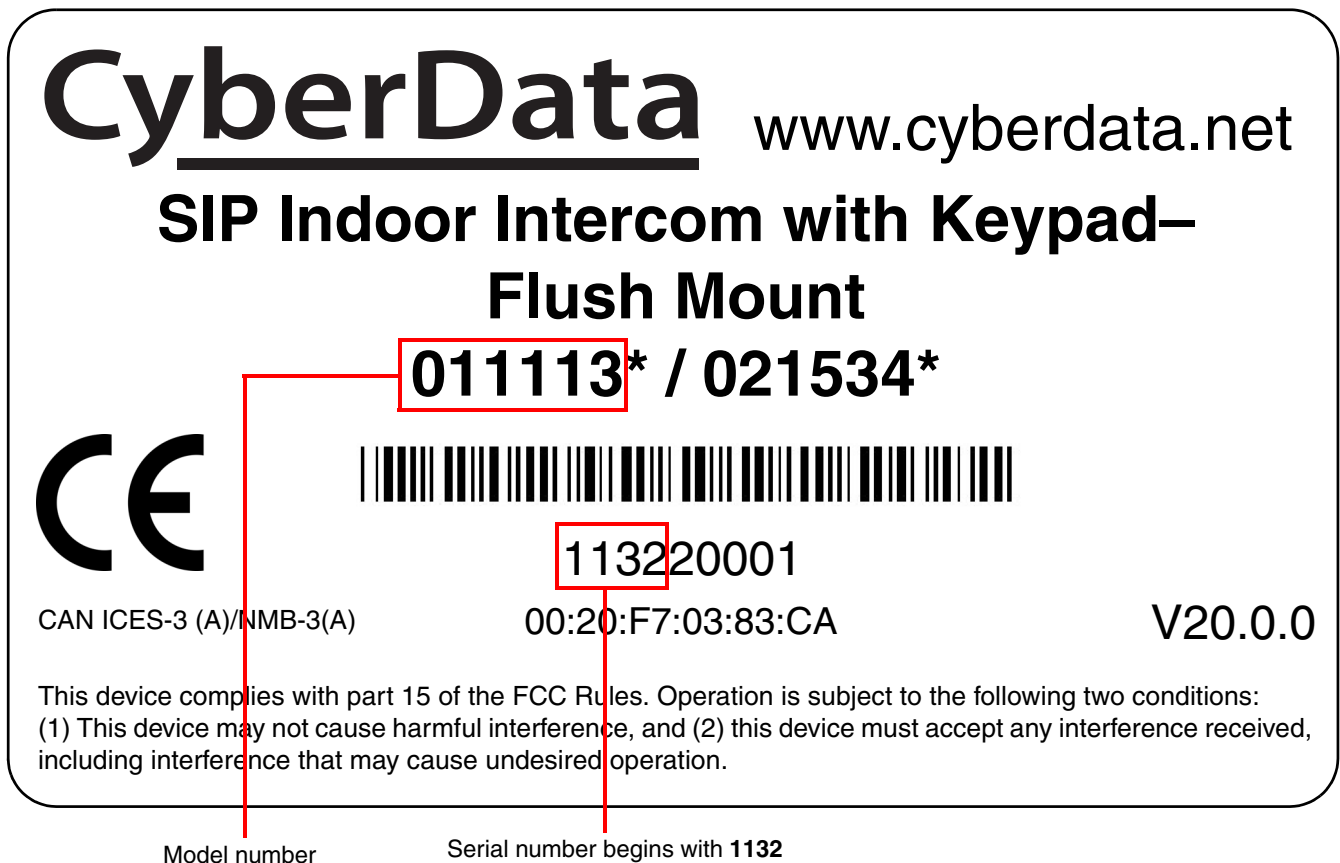 CyberData www.cyberdata.net
SIP Indoor Intercom with Keypad–
Flush Mount
011113* / 021534*
CE
113220001
CAN ICES-3 (A)/NMB-3(A) 00:20:F7:03:83:CA V20.0.0
This device complies with part 15 of the FCC Rules. Operation is subject to the following two conditions:
(1) This device may not cause harmful interference, and (2) this device must accept any interference received,
including interference that may cause undesired operation.
Model number Serial number begins with 1132